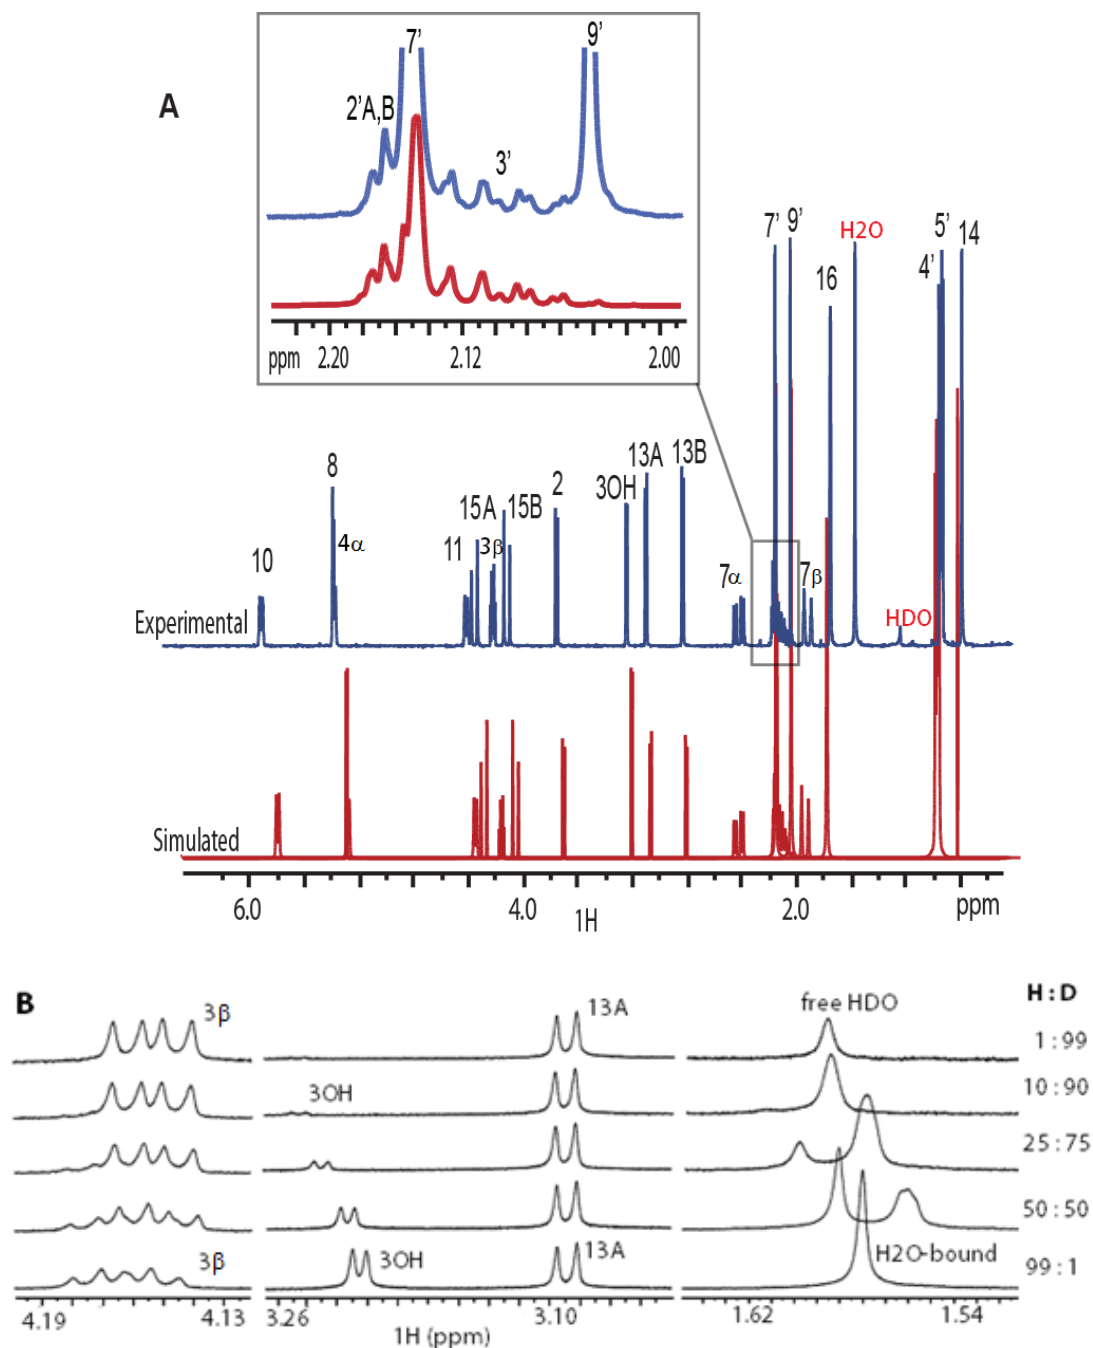 A
7’
9’
2’A,B
3’
ppm 2.20 2.12 2.00
7’ 9’ H2O 5’ 14
4’
16
8 13A 13B
3OH
2
15A 15B
10 4α 11 3β
7α 7β
Experimental
HDO
Simulated
6.0 4.0 1H 2.0 ppm
B
3β 13A free HDO H:D
1:99
3OH 10:90
25:75
50:50
3β 3OH 13A H2O-bound 99:1
4.19 4.13 3.26 3.10 1.62 1.54
1H (ppm)